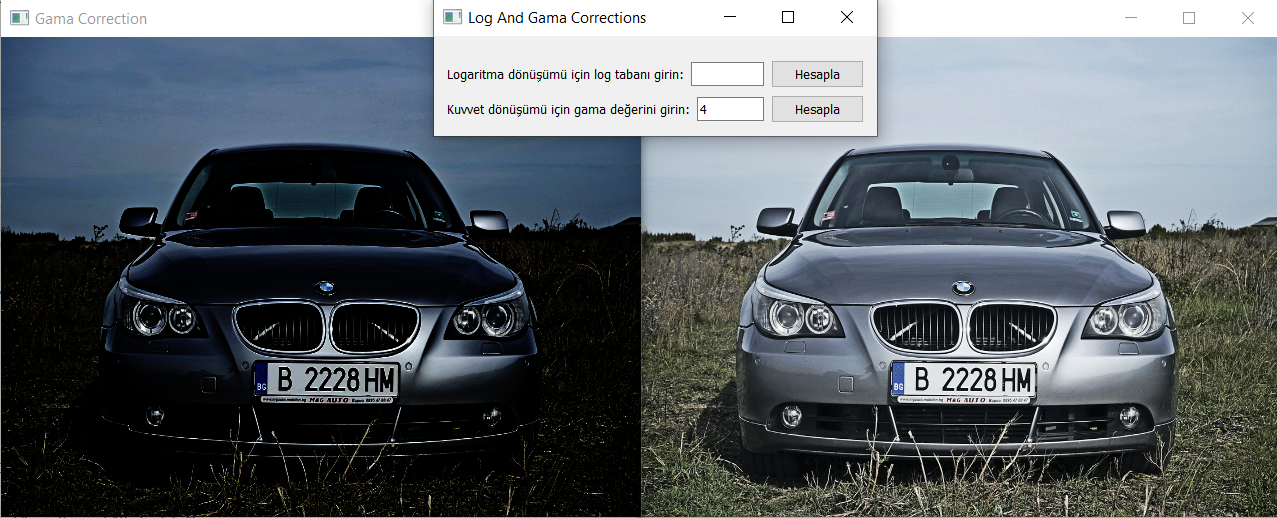 Gama Correction
Log And Gama Corrections
Logaritma dönüşümü için log tabanı girin:
Hesapla
Kuvvet dönüşümü için gama değerini girin: 4
Hesapla
BG B 2228 HM
M&G AUTO
BG B 2228 HM
M&G AUTO